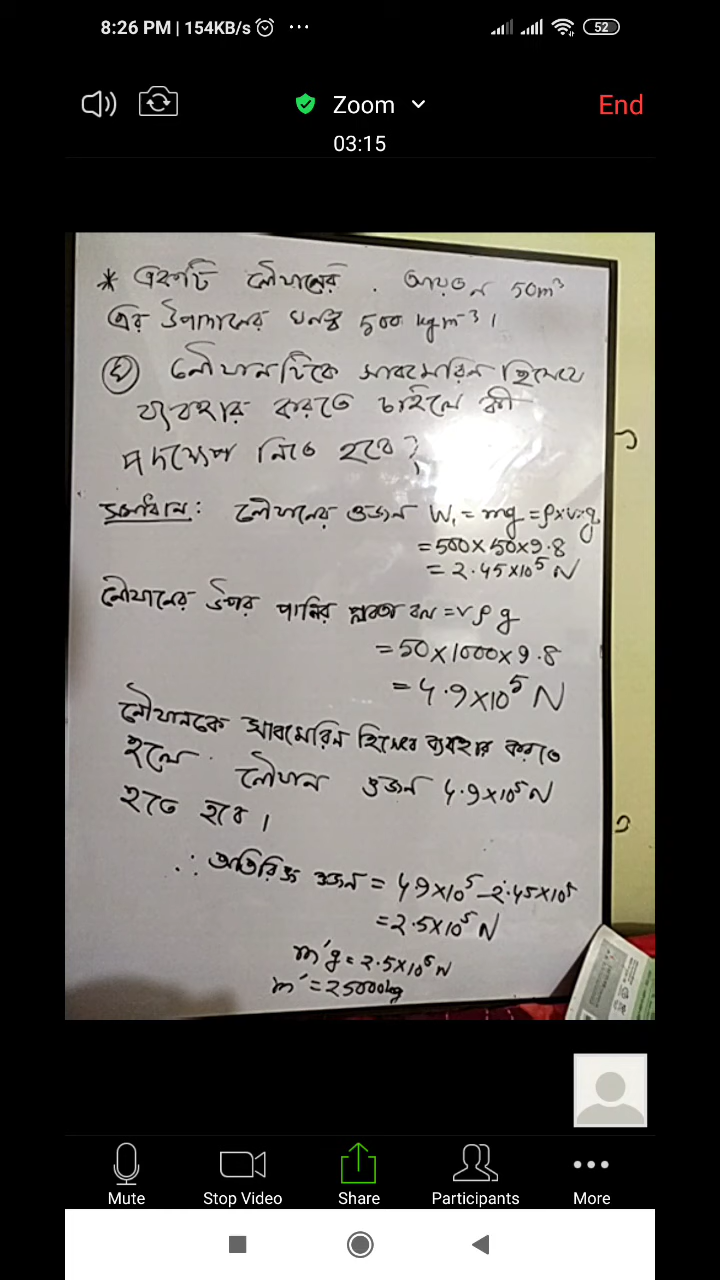 8:26 PM | 154KB/s ...
52
Zoom
End
03:15
* একটি নৌযানের . আয়তন 50m³
এর উপাদানের ঘনত্ব 500 kgm⁻³।
(ঘ) নৌযানটিকে সাবমেরিন হিসেবে
ব্যবহার করতে চাইলে কী
পদক্ষেপ নিতে হবে?
সমাধান: নৌযানের ওজন W₁ = mg = ρ×v×g
= 500×50×9.8
= 2.45×10⁵ N
নৌযানের উপর পানির প্লবতা বল = vρg
= 50×1000×9.8
= 4.9×10⁵ N
নৌযানকে সাবমেরিন হিসেবে ব্যবহার করতে
হলে নৌযান ওজন 4.9×10⁵N
হতে হবে।
∴ অতিরিক্ত ওজন = 4.9×10⁵ – 2.45×10⁵
= 2.5×10⁵ N
m′g = 2.5×10⁵ N
m′ = 25000kg
Mute
Stop Video
Share
Participants
More